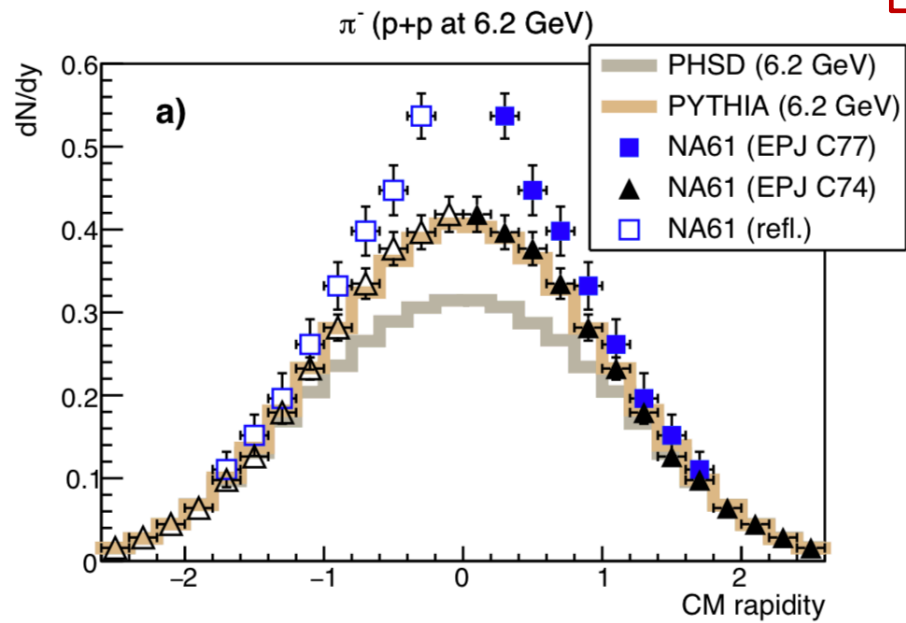 π⁻ (p+p at 6.2 GeV)
dN/dy
a)
PHSD (6.2 GeV)
PYTHIA (6.2 GeV)
NA61 (EPJ C77)
NA61 (EPJ C74)
NA61 (refl.)
0.6
0.5
0.4
0.3
0.2
0.1
0
−2 −1 0 1 2
CM rapidity